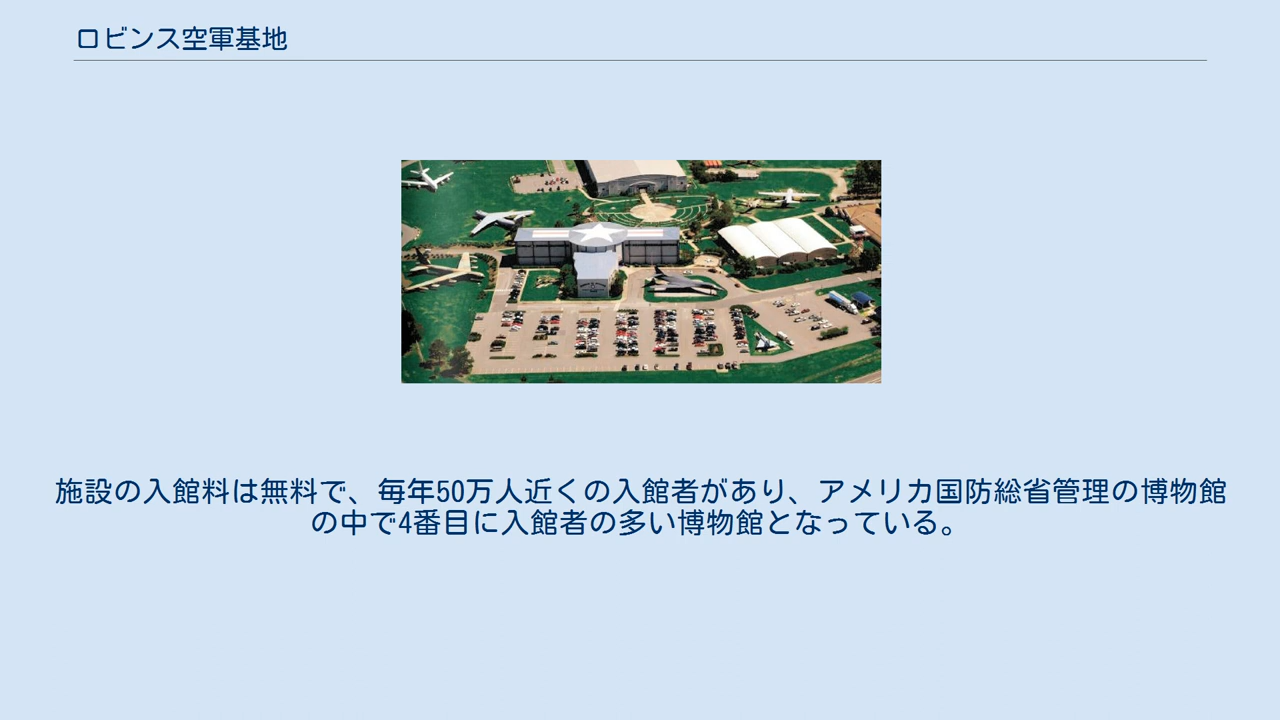 ロビンス空軍基地
施設の入館料は無料で、毎年50万人近くの入館者があり、アメリカ国防総省管理の博物館
の中で4番目に入館者の多い博物館となっている。